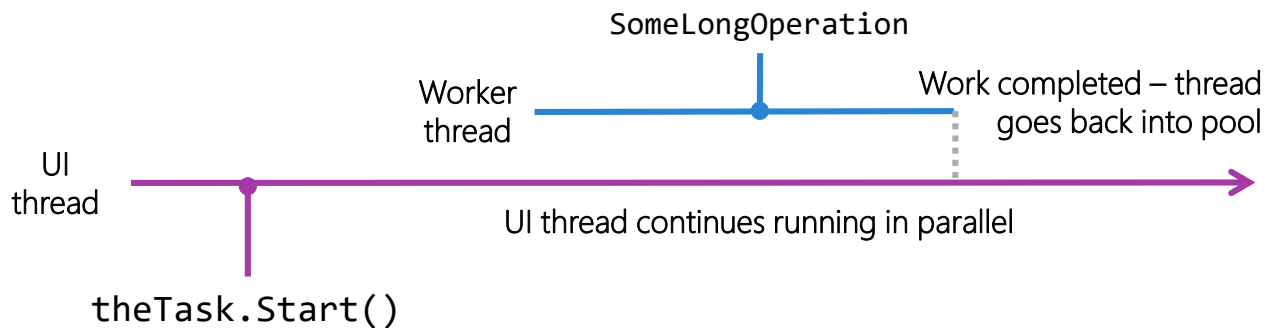 SomeLongOperation
Worker
thread
Work completed – thread
goes back into pool
UI
thread
UI thread continues running in parallel
theTask.Start()